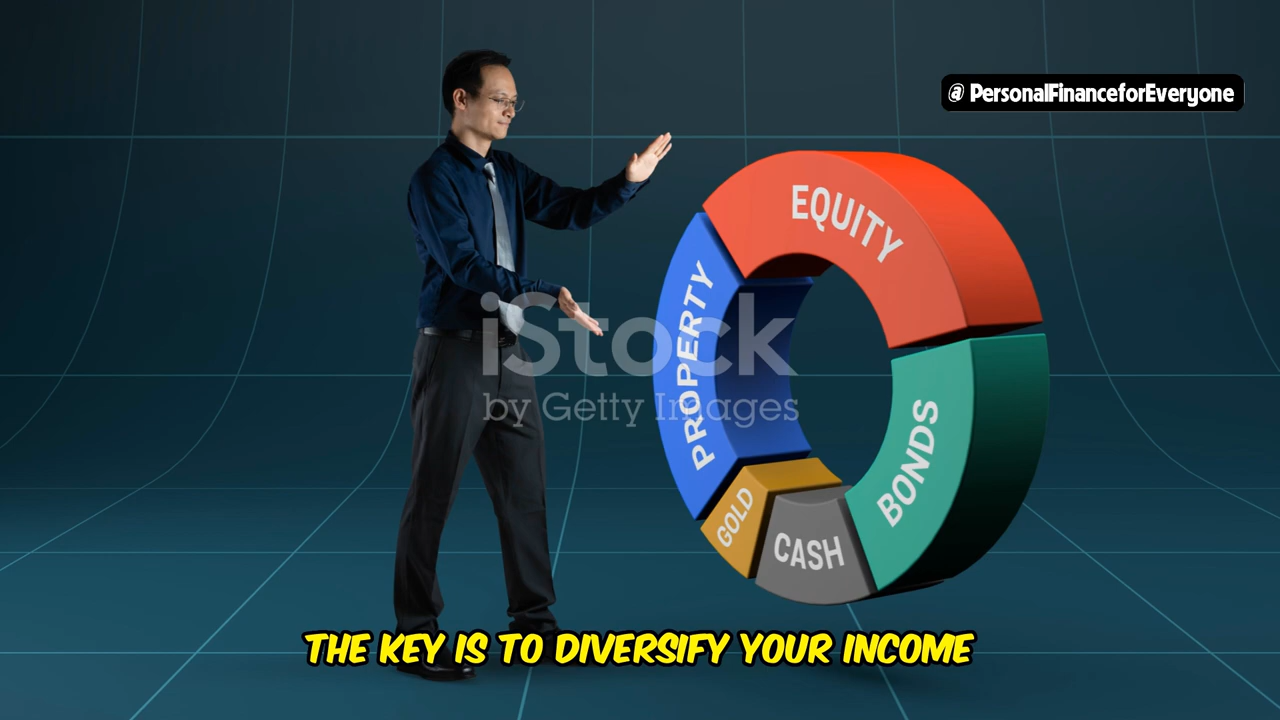 @ PersonalFinanceforEveryone
EQUITY
PROPERTY
BONDS
GOLD
CASH
iStock
by Getty Images
THE KEY IS TO DIVERSIFY YOUR INCOME